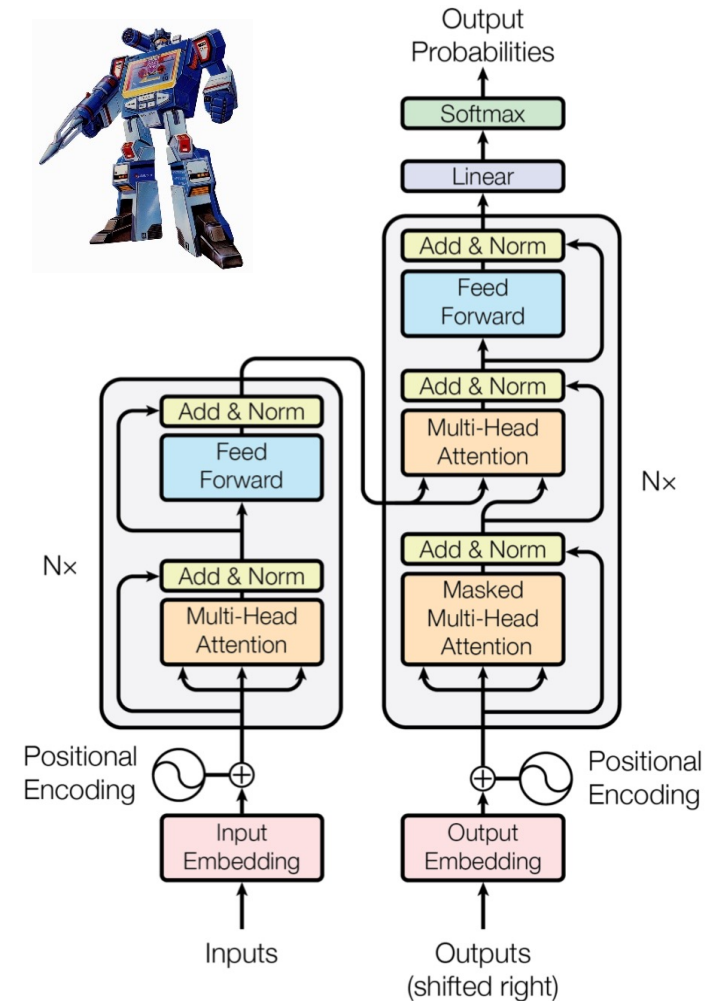 Output
Probabilities
Softmax
Linear
Add & Norm
Feed
Forward
Add & Norm
Multi-Head
Attention
Nx
Add & Norm
Masked
Multi-Head
Attention
Add & Norm
Feed
Forward
Nx
Add & Norm
Multi-Head
Attention
Positional
Encoding
Positional
Encoding
Input
Embedding
Output
Embedding
Inputs
Outputs
(shifted right)